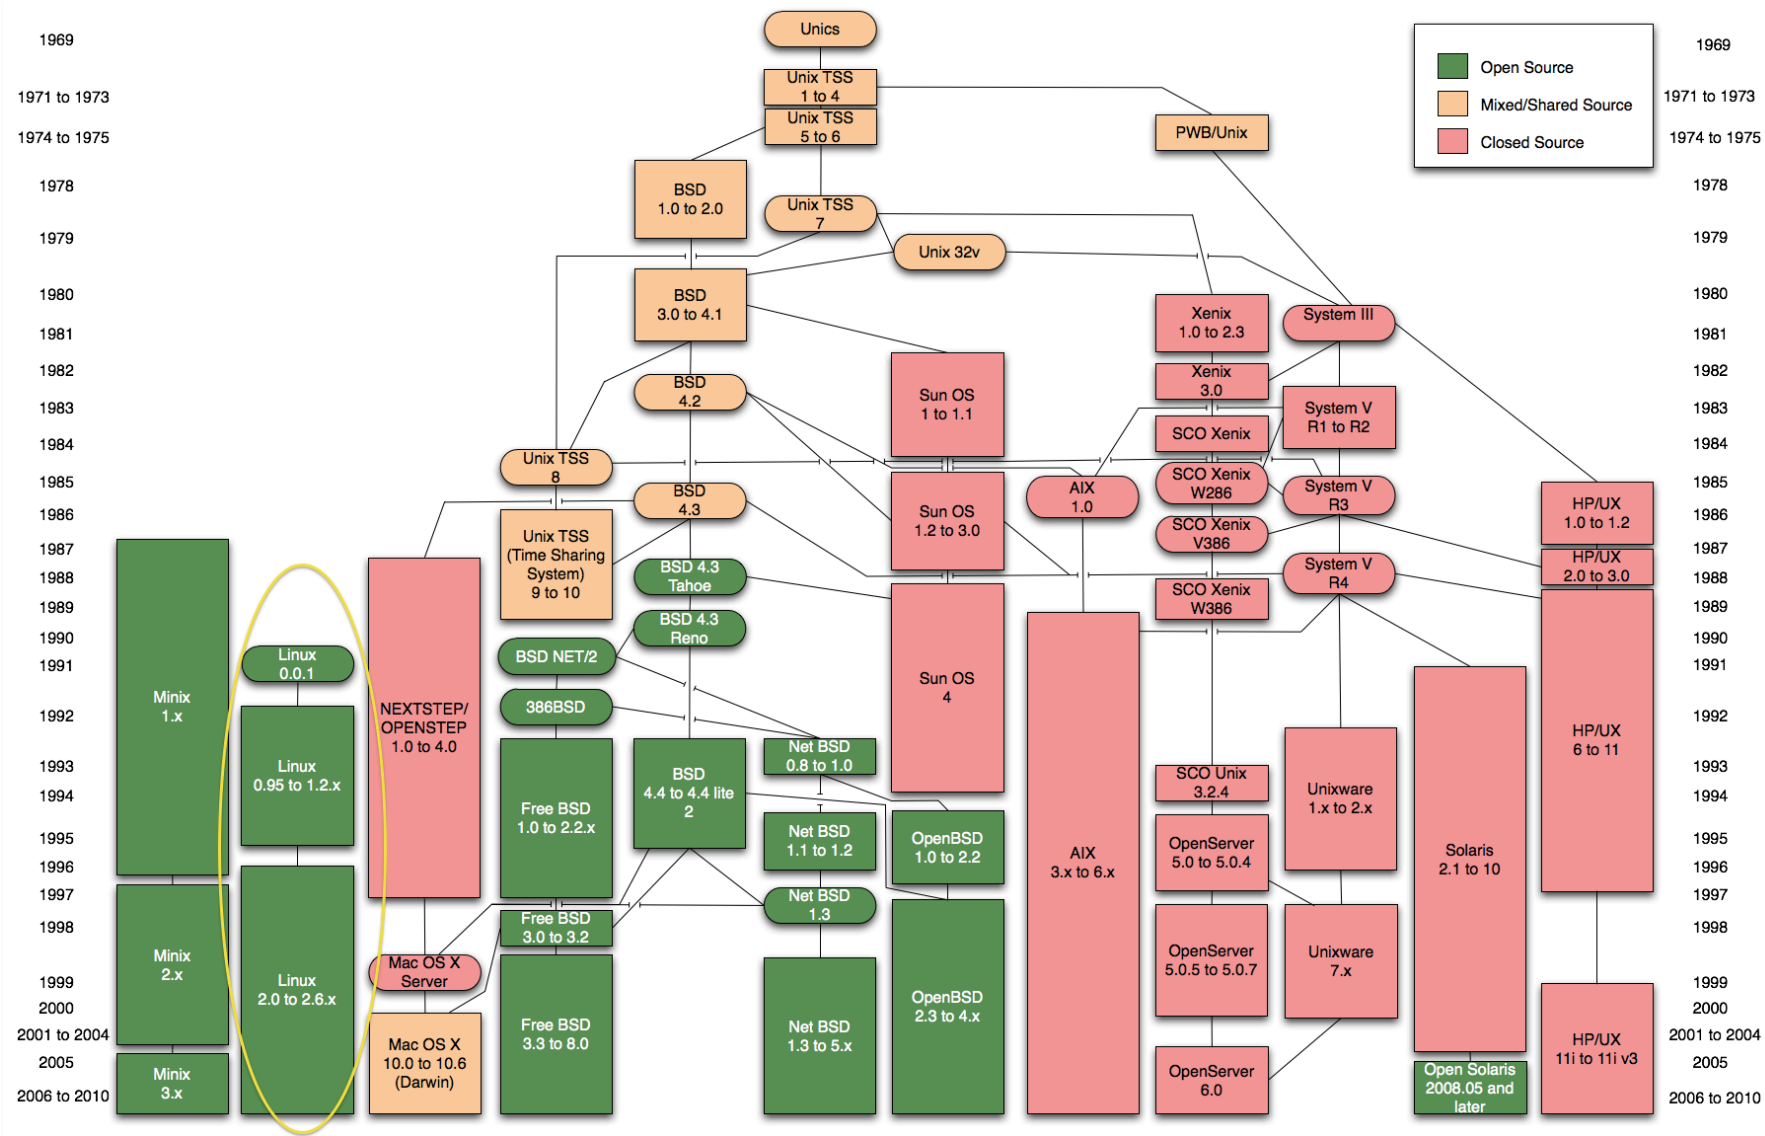 1969
1971 to 1973
1974 to 1975
1978
1979
1980
1981
1982
1983
1984
1985
1986
1987
1988
1989
1990
1991
1992
1993
1994
1995
1996
1997
1998
1999
2000
2001 to 2004
2005
2006 to 2010
Minix
1.x
Minix
2.x
Minix
3.x
Linux
0.0.1
Linux
0.95 to 1.2.x
Linux
2.0 to 2.6.x
NEXTSTEP/
OPENSTEP
1.0 to 4.0
Mac OS X
Server
Mac OS X
10.0 to 10.6
(Darwin)
Unix TSS
8
Unix TSS
(Time Sharing
System)
9 to 10
BSD NET/2
386BSD
Free BSD
1.0 to 2.2.x
Free BSD
3.0 to 3.2
Free BSD
3.3 to 8.0
BSD
1.0 to 2.0
BSD
3.0 to 4.1
BSD
4.2
BSD
4.3
BSD 4.3
Tahoe
BSD 4.3
Reno
BSD
4.4 to 4.4 lite
2
Unics
Unix TSS
1 to 4
Unix TSS
5 to 6
Unix TSS
7
Net BSD
0.8 to 1.0
Net BSD
1.1 to 1.2
Net BSD
1.3
Net BSD
1.3 to 5.x
Unix 32v
Sun OS
1 to 1.1
Sun OS
1.2 to 3.0
Sun OS
4
OpenBSD
1.0 to 2.2
OpenBSD
2.3 to 4.x
AIX
1.0
AIX
3.x to 6.x
PWB/Unix
Xenix
1.0 to 2.3
Xenix
3.0
SCO Xenix
SCO Xenix
W286
SCO Xenix
V386
SCO Xenix
W386
SCO Unix
3.2.4
OpenServer
5.0 to 5.0.4
OpenServer
5.0.5 to 5.0.7
OpenServer
6.0
System III
System V
R1 to R2
System V
R3
System V
R4
Unixware
1.x to 2.x
Unixware
7.x
Solaris
2.1 to 10
Open Solaris
2008.05 and
later
HP/UX
1.0 to 1.2
HP/UX
2.0 to 3.0
HP/UX
6 to 11
HP/UX
11i to 11i v3
Open Source
Mixed/Shared Source
Closed Source
1969
1971 to 1973
1974 to 1975
1978
1979
1980
1981
1982
1983
1984
1985
1986
1987
1988
1989
1990
1991
1992
1993
1994
1995
1996
1997
1998
1999
2000
2001 to 2004
2005
2006 to 2010